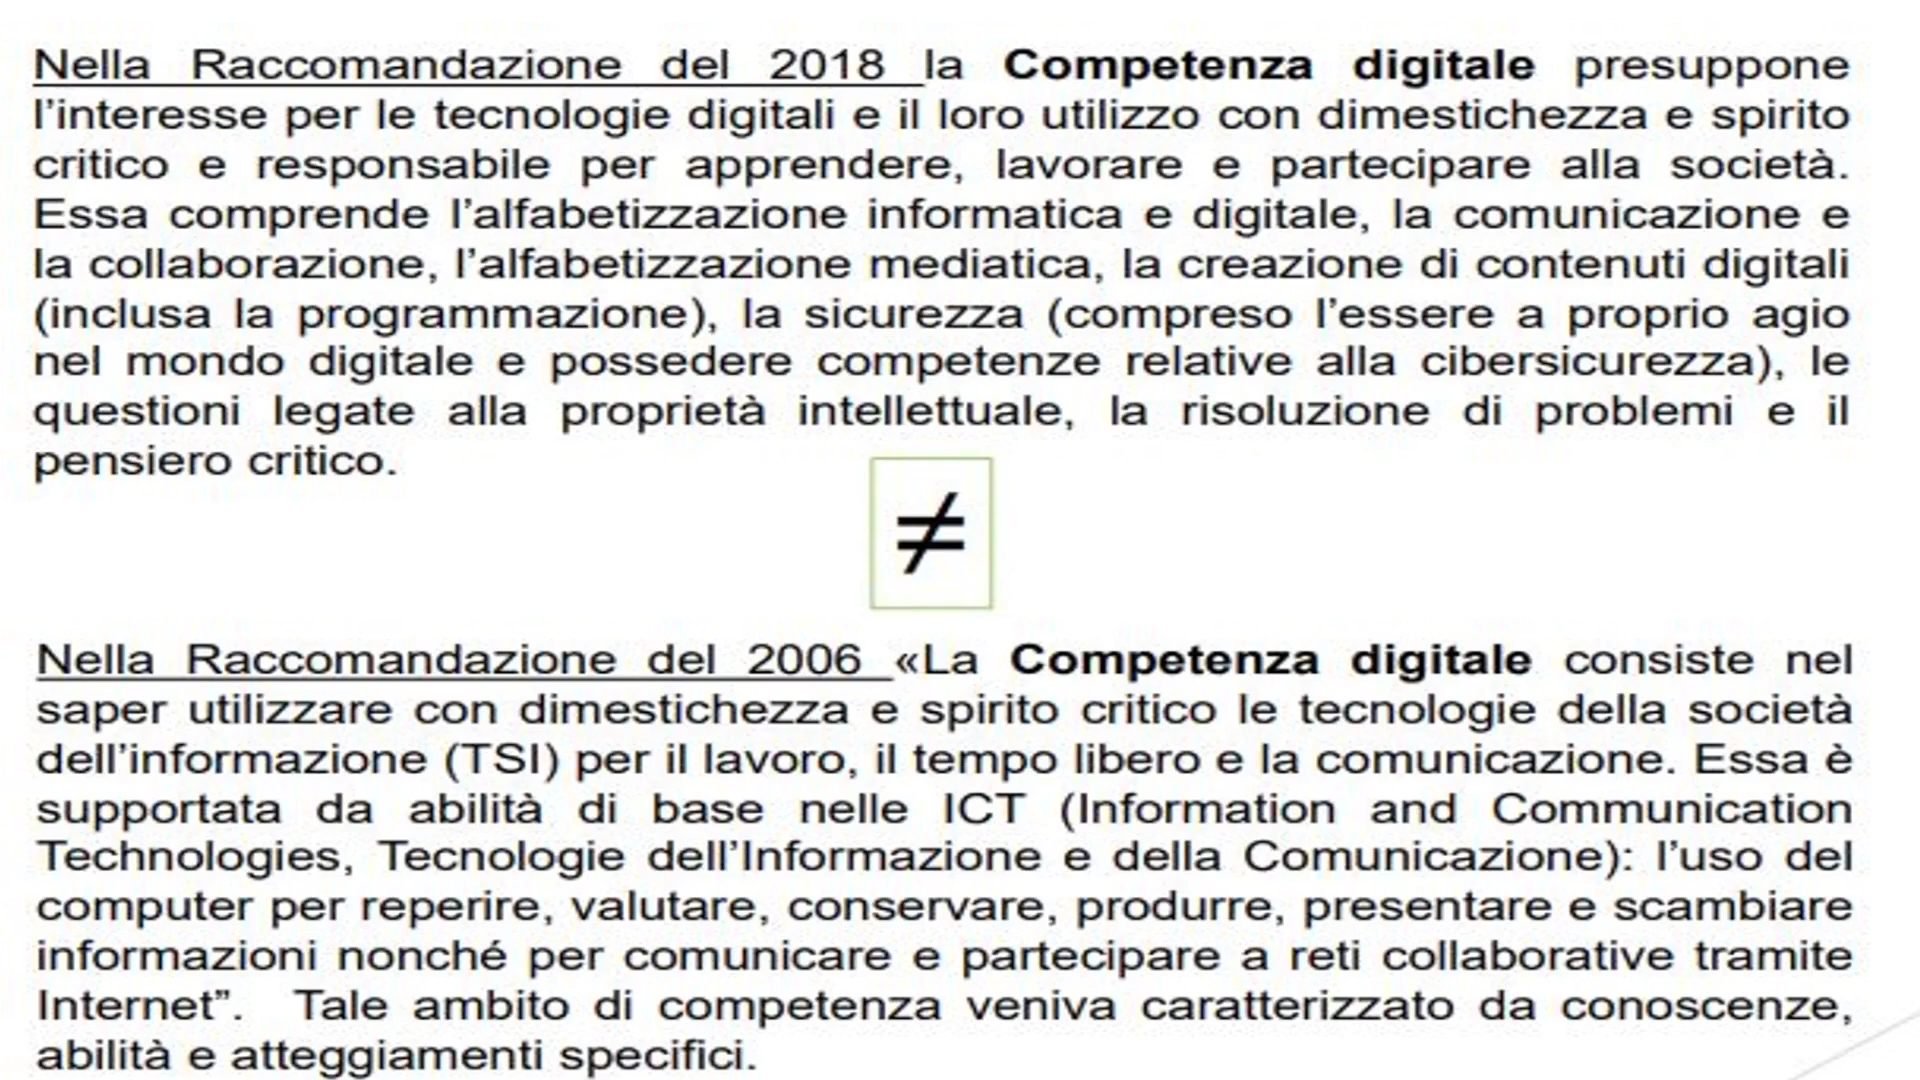 Nella Raccomandazione del 2018 la Competenza digitale presuppone
l’interesse per le tecnologie digitali e il loro utilizzo con dimestichezza e spirito
critico e responsabile per apprendere, lavorare e partecipare alla società.
Essa comprende l’alfabetizzazione informatica e digitale, la comunicazione e
la collaborazione, l’alfabetizzazione mediatica, la creazione di contenuti digitali
(inclusa la programmazione), la sicurezza (compreso l’essere a proprio agio
nel mondo digitale e possedere competenze relative alla cibersicurezza), le
questioni legate alla proprietà intellettuale, la risoluzione di problemi e il
pensiero critico.
≠
Nella Raccomandazione del 2006 «La Competenza digitale consiste nel
saper utilizzare con dimestichezza e spirito critico le tecnologie della società
dell’informazione (TSI) per il lavoro, il tempo libero e la comunicazione. Essa è
supportata da abilità di base nelle ICT (Information and Communication
Technologies, Tecnologie dell’Informazione e della Comunicazione): l’uso del
computer per reperire, valutare, conservare, produrre, presentare e scambiare
informazioni nonché per comunicare e partecipare a reti collaborative tramite
Internet”. Tale ambito di competenza veniva caratterizzato da conoscenze,
abilità e atteggiamenti specifici.